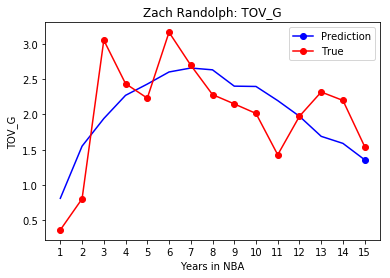 Zach Randolph: TOV_G
Prediction
True
TOV_G
3.0
2.5
2.0
1.5
1.0
0.5
1 2 3 4 5 6 7 8 9 10 11 12 13 14 15
Years in NBA